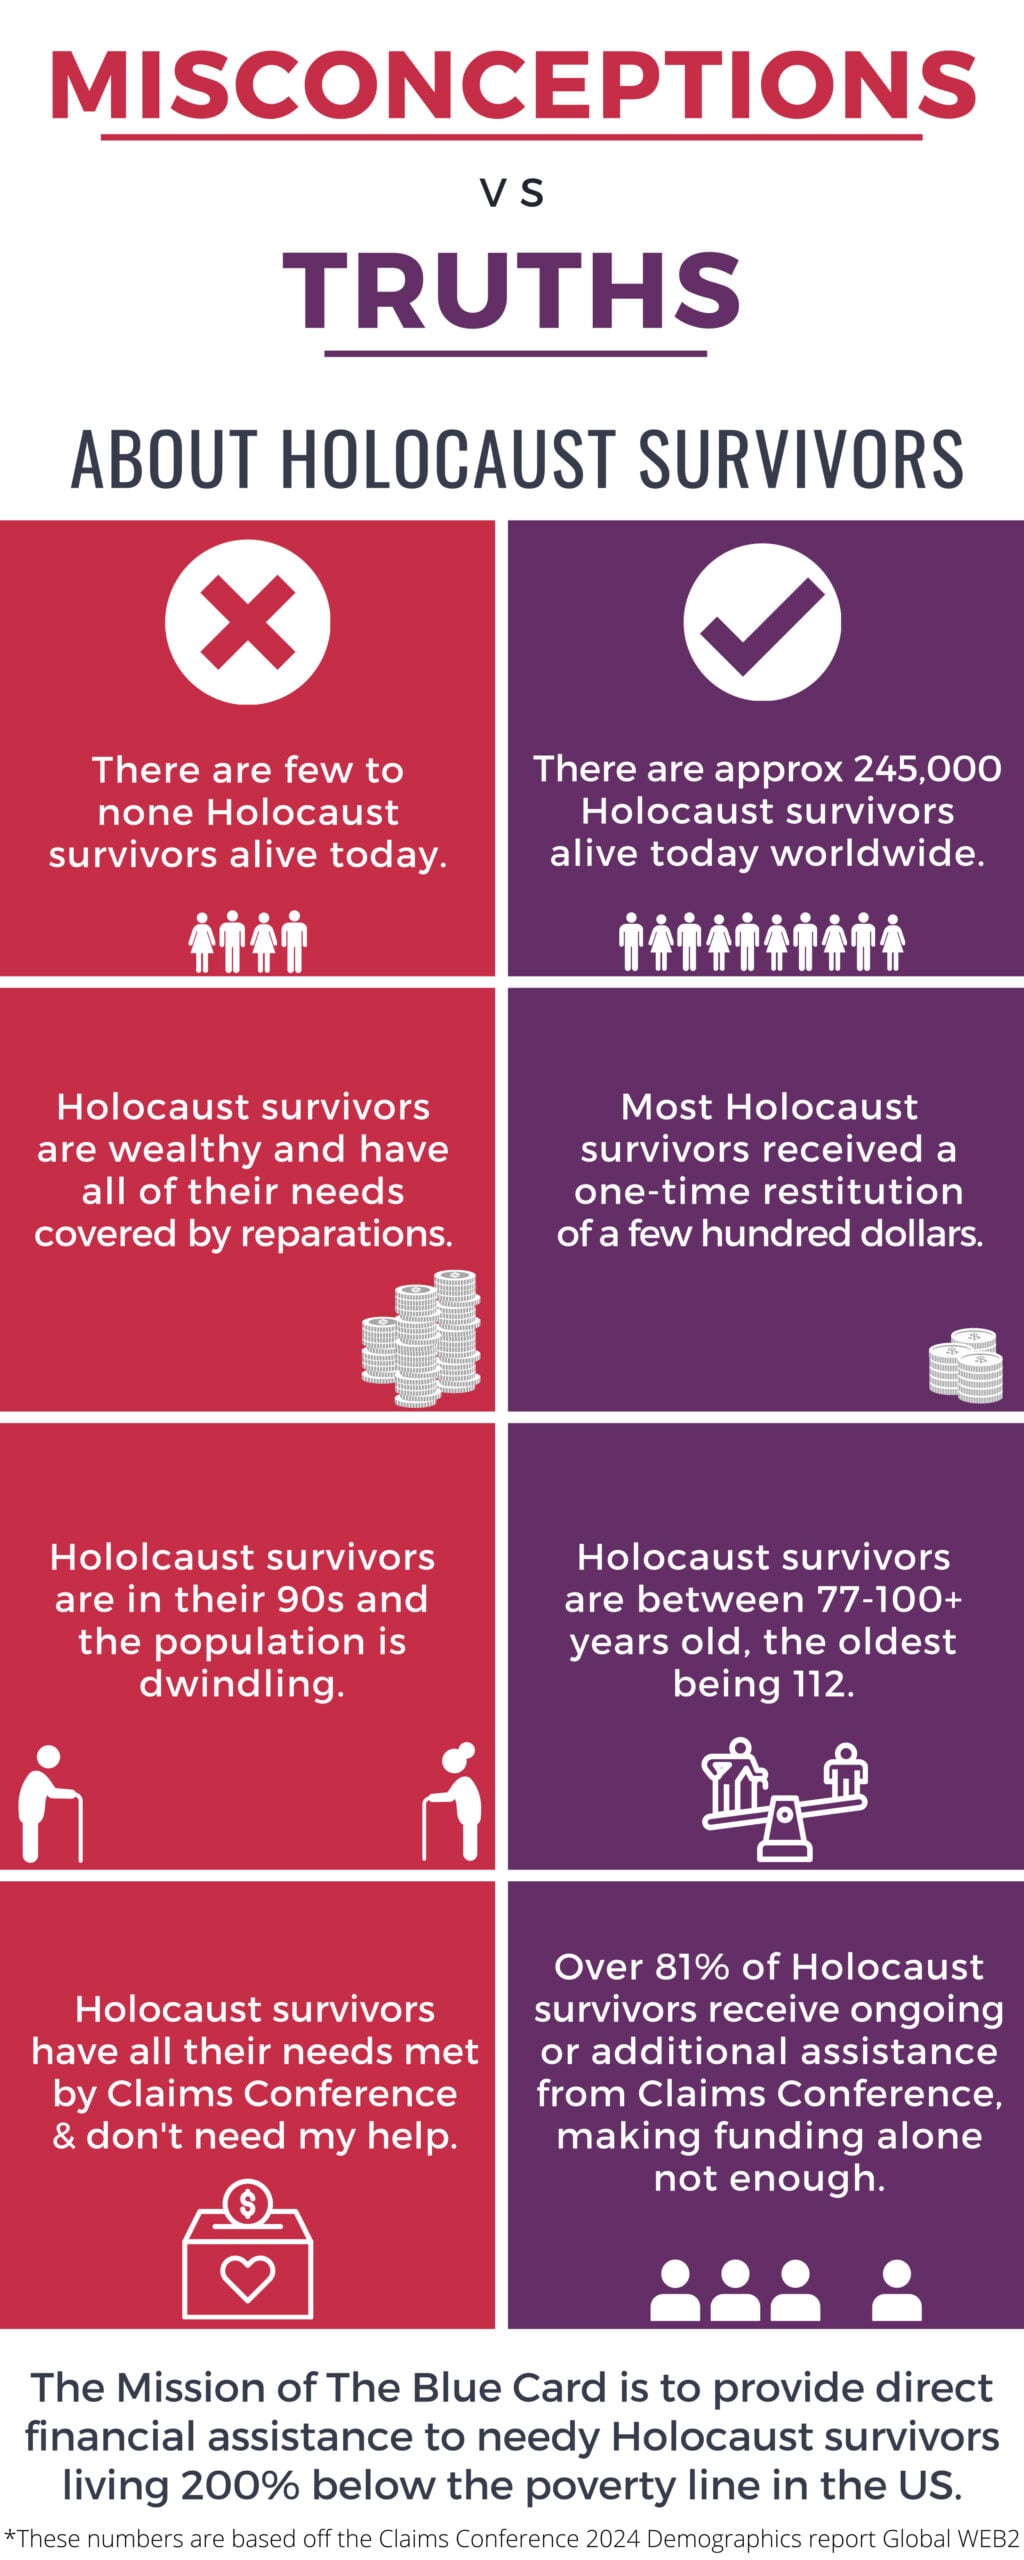 MISCONCEPTIONS
VS
TRUTHS
ABOUT HOLOCAUST SURVIVORS
There are few to
none Holocaust
survivors alive today.
There are approx 245,000
Holocaust survivors
alive today worldwide.
Holocaust survivors
are wealthy and have
all of their needs
covered by reparations.
Most Holocaust
survivors received a
one-time restitution
of a few hundred dollars.
Hololcaust survivors
are in their 90s and
the population is
dwindling.
Holocaust survivors
are between 77-100+
years old, the oldest
being 112.
Holocaust survivors
have all their needs met
by Claims Conference
& don't need my help.
Over 81% of Holocaust
survivors receive ongoing
or additional assistance
from Claims Conference,
making funding alone
not enough.
The Mission of The Blue Card is to provide direct
financial assistance to needy Holocaust survivors
living 200% below the poverty line in the US.
*These numbers are based off the Claims Conference 2024 Demographics report Global WEB2